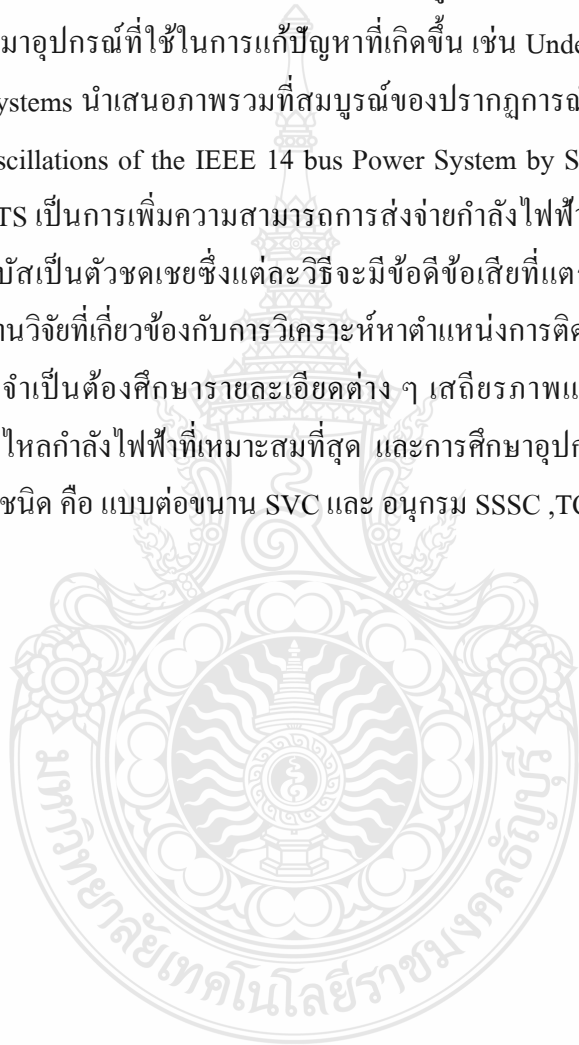 มาอุปกรณ์ที่ใช้ในการแก้ปัญหาที่เกิดขึ้น เช่น Unde
ystems นำเสนอภาพรวมที่สมบูรณ์ของปรากฏการณ์
scillations of the IEEE 14 bus Power System by S
TS เป็นการเพิ่มความสามารถการส่งจ่ายกำลังไฟฟ้า
บัสเป็นตัวชดเชยซึ่งแต่ละวิธีจะมีข้อดีข้อเสียที่แต
านวิจัยที่เกี่ยวข้องกับการวิเคราะห์หาตำแหน่งการติด
จำเป็นต้องศึกษารายละเอียดต่าง ๆ เสถียรภาพแ
ไหลกำลังไฟฟ้าที่เหมาะสมที่สุด และการศึกษาอุปก
ชนิด คือ แบบต่อขนาน SVC และ อนุกรม SSSC ,TC
มหาวิทยาลัยเทคโนโลยีราชมงคลธัญบุรี